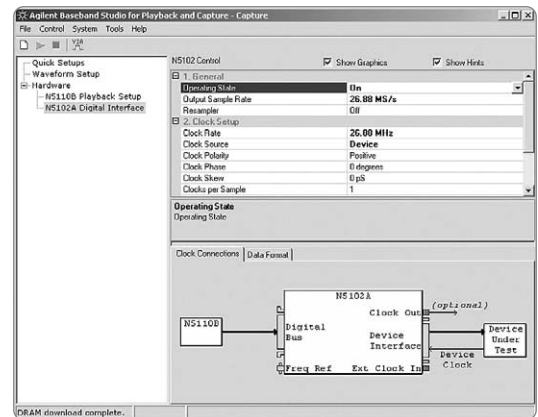 Agilent Baseband Studio for Playback and Capture - Capture
File Control System Tools Help
VIA
Quick Setups
Waveform Setup
Hardware
N5110B Playback Setup
N5102A Digital Interface
N5102 Control
Show Graphics
Show Hints
1. General
Operating State On
Output Sample Rate 26.88 MS/s
Resampler Off
2. Clock Setup
Clock Rate 26.88 MHz
Clock Source Device
Clock Polarity Positive
Clock Phase 0 degrees
Clock Skew 0 pS
Clocks per Sample 1
Operating State
Operating State
Clock Connections Data Format
N5110B
N5102A
Digital
Bus
Freq Ref
Clock Out
Device
Interface
Ext Clock In
(optional)
Device
Under
Test
Device
Clock
DRAM download complete.